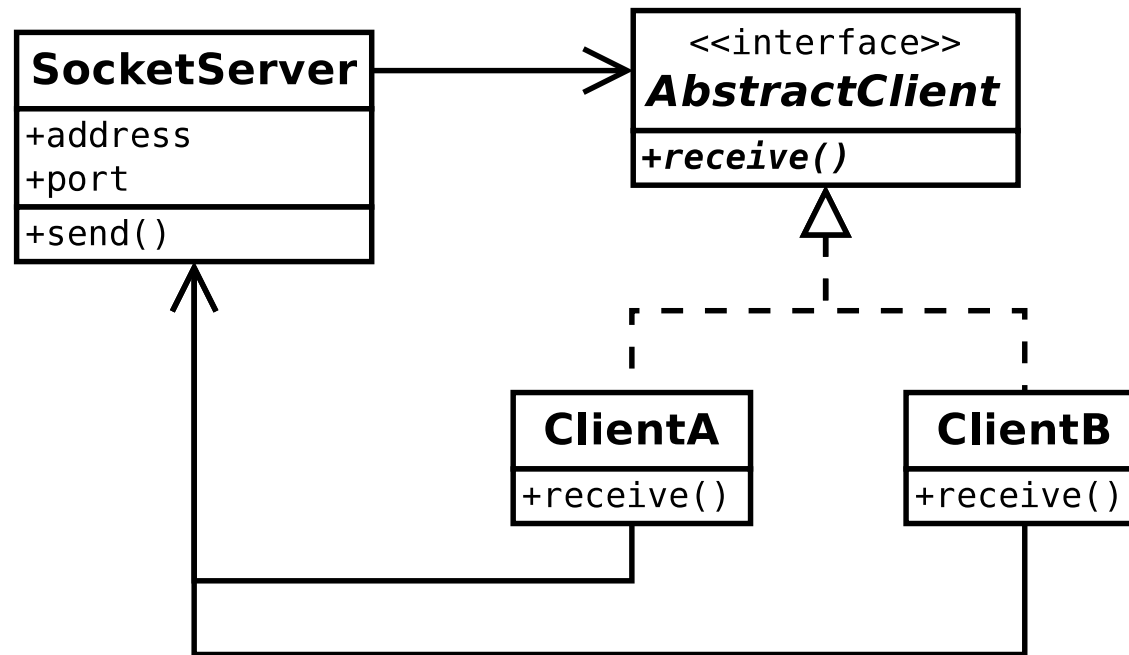 SocketServer
+address
+port
+send()
<<interface>>
AbstractClient
+receive()
ClientA
+receive()
ClientB
+receive()